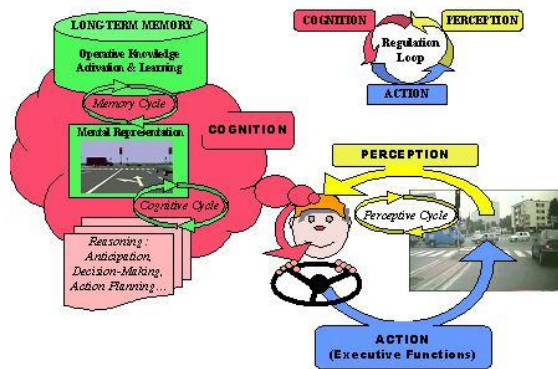 LONG TERM MEMORY
Operative Knowledge
Activation & Learning
Memory Cycle
Mental Representation
Cognitive Cycle
Reasoning :
Anticipation,
Decision-Making,
Action Planning...
COGNITION
COGNITION
PERCEPTION
Regulation
Loop
ACTION
PERCEPTION
Perceptive Cycle
ACTION
(Executive Functions)